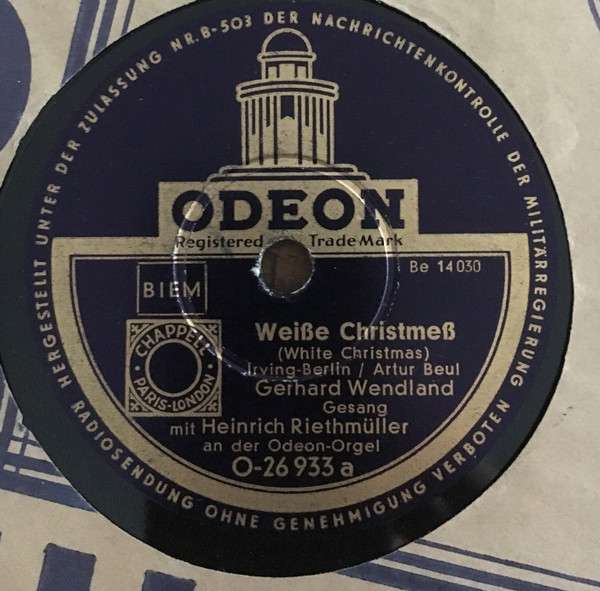 HERGESTELLT UNTER DER ZULASSUNG NR. B-503 DER NACHRICHTENKONTROLLE DER MILITÄRREGIERUNG
RADIOSENDUNG OHNE GENEHMIGUNG VERBOTEN
ODEON
Registered Trade Mark
Be 14 030
BIEM
CHAPPELL
PARIS-LONDON
Weiße Christmeß
(White Christmas)
Irving-Berlin / Artur Beul
Gerhard Wendland
Gesang
mit Heinrich Riethmüller
an der Odeon-Orgel
O-26 933 a